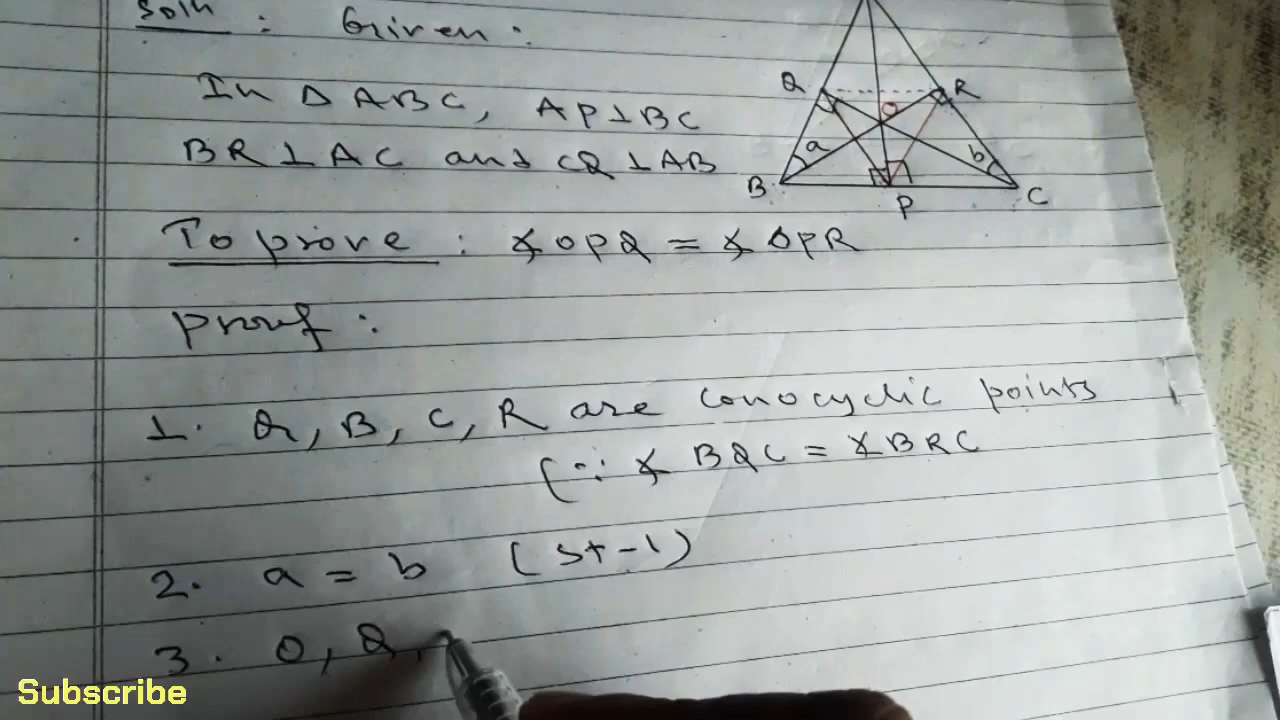 Soln : Given :
In Δ ABC, AP⊥BC
BR⊥AC and CQ⊥AB
To prove : ∡OPQ = ∡OPR
Proof :
1. Q, B, C, R are conocyclic points
(∵ ∡ BQC = ∡BRC
2. a = b (st-1)
3. O, Q,
Q
R
O
a
b
B
P
C
Subscribe